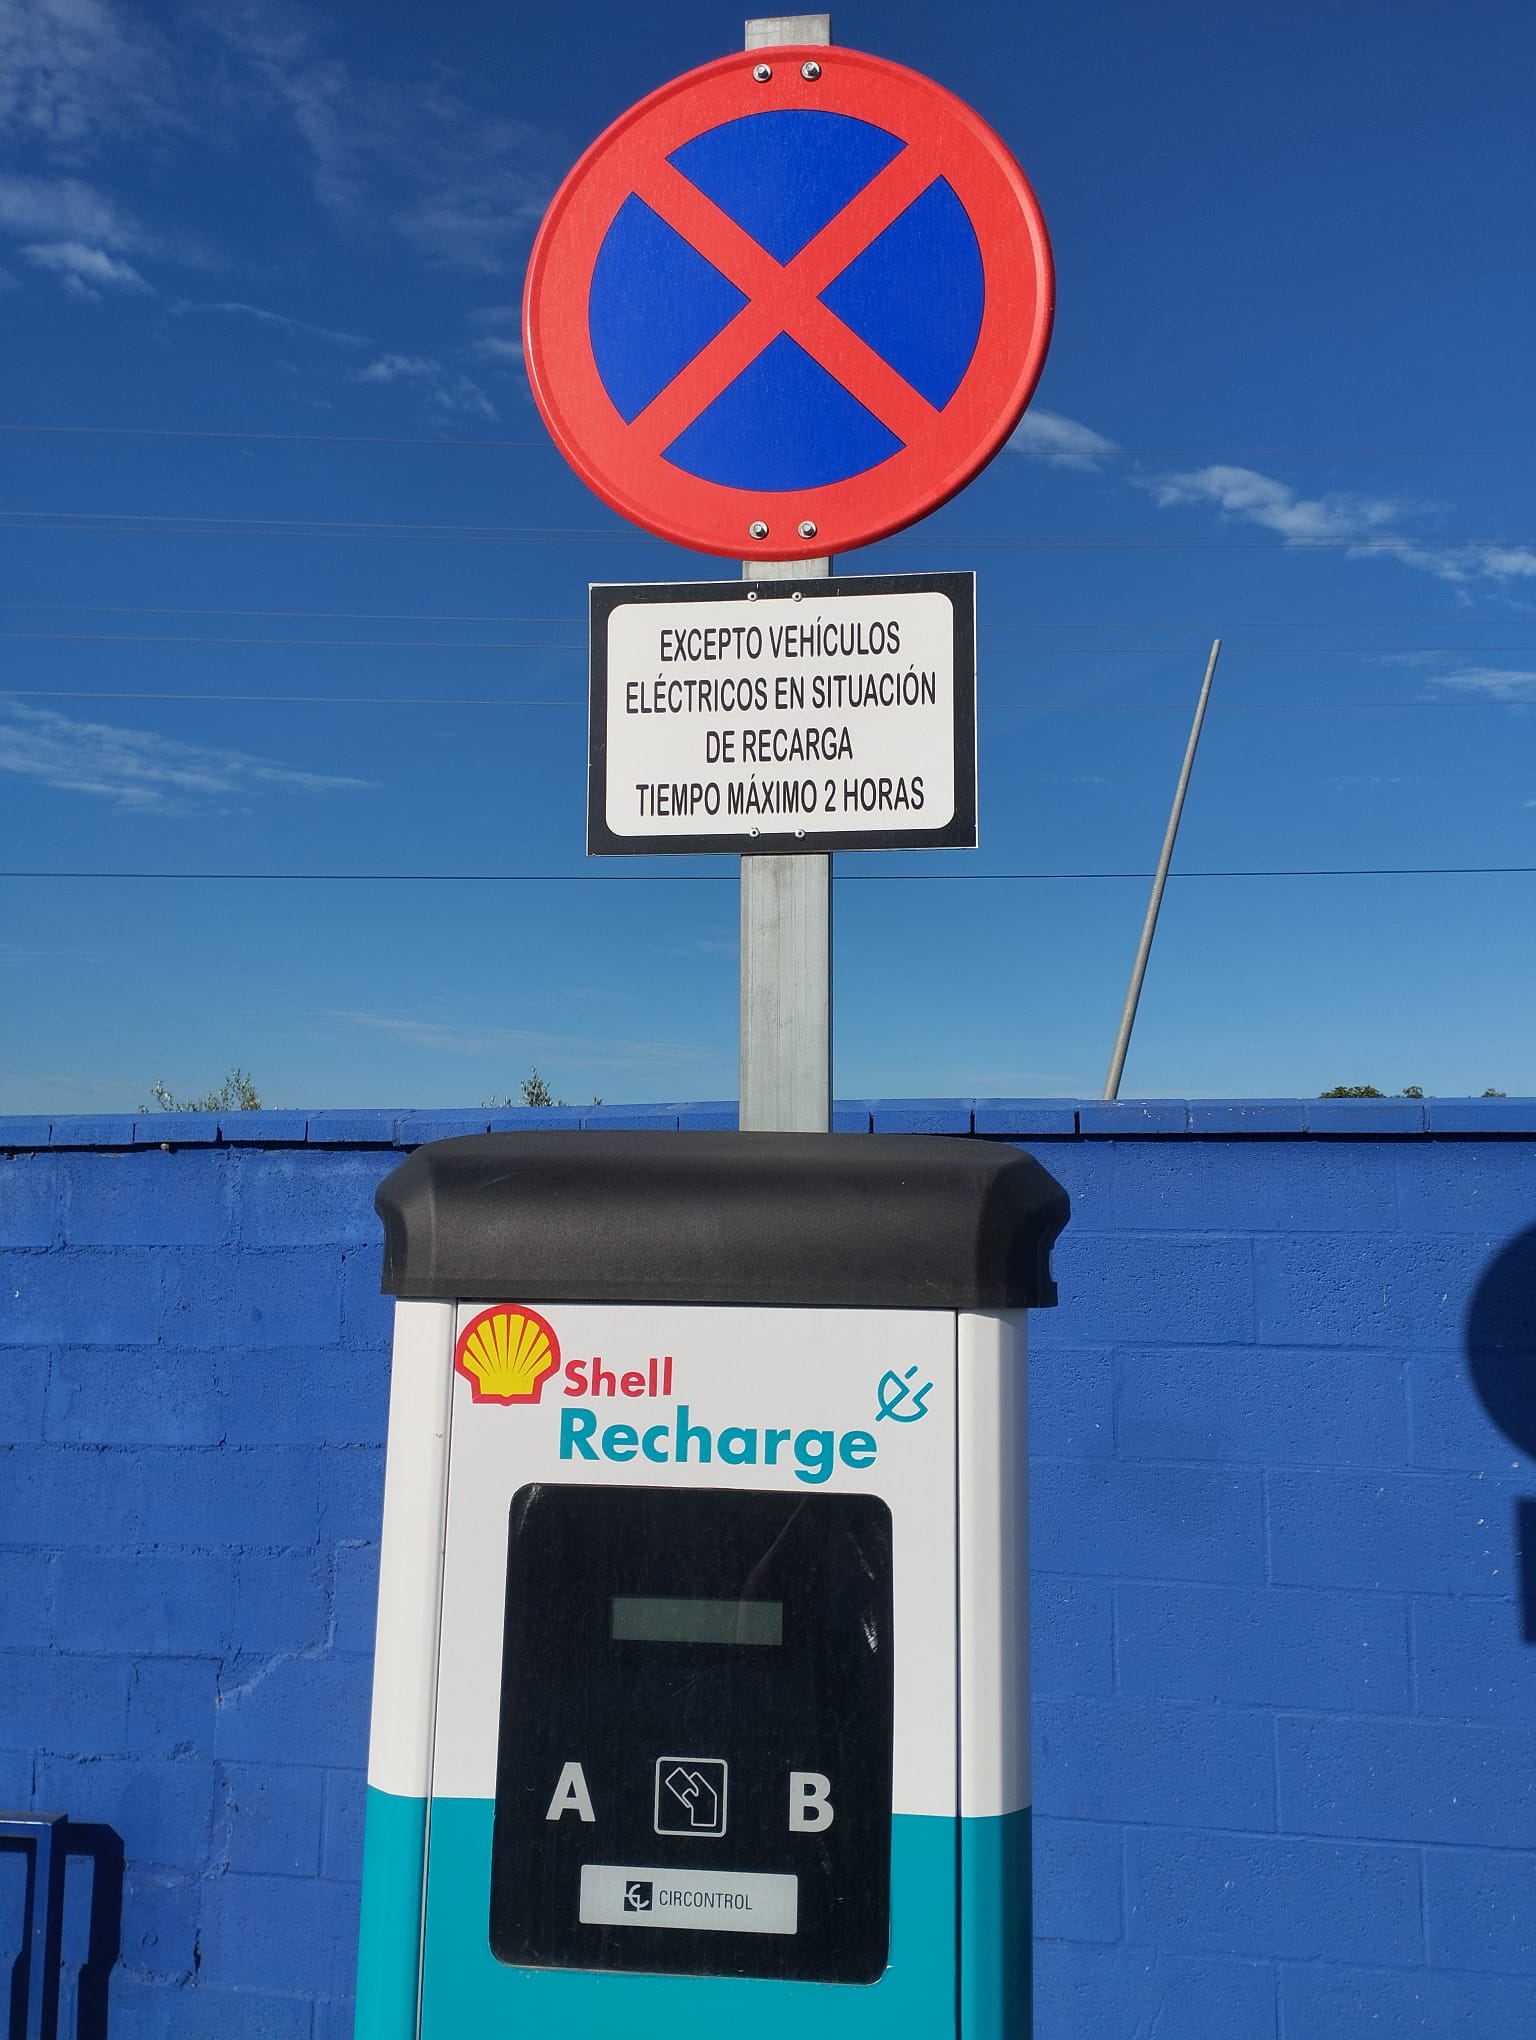 EXCEPTO VEHÍCULOS
ELÉCTRICOS EN SITUACIÓN
DE RECARGA
TIEMPO MÁXIMO 2 HORAS
Shell
Recharge
A B
CIRCONTROL